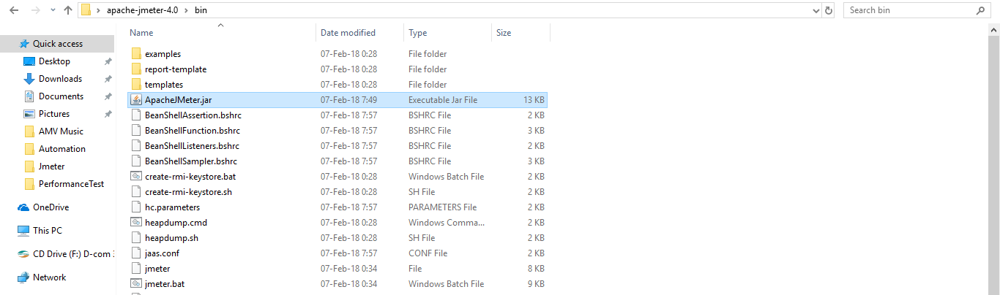 apache-jmeter-4.0 bin Search bin
Name Date modified Type Size
Quick access
Desktop
Downloads
Documents
Pictures
AMV Music
Automation
Jmeter
PerformanceTest
OneDrive
This PC
CD Drive (F:) D-com 3
Network
examples 07-Feb-18 0:28 File folder
report-template 07-Feb-18 0:28 File folder
templates 07-Feb-18 0:28 File folder
ApacheJMeter.jar 07-Feb-18 7:49 Executable Jar File 13 KB
BeanShellAssertion.bshrc 07-Feb-18 7:57 BSHRC File 2 KB
BeanShellFunction.bshrc 07-Feb-18 7:57 BSHRC File 3 KB
BeanShellListeners.bshrc 07-Feb-18 7:57 BSHRC File 2 KB
BeanShellSampler.bshrc 07-Feb-18 7:57 BSHRC File 3 KB
create-rmi-keystore.bat 07-Feb-18 0:28 Windows Batch File 2 KB
create-rmi-keystore.sh 07-Feb-18 0:28 SH File 2 KB
hc.parameters 07-Feb-18 7:57 PARAMETERS File 2 KB
heapdump.cmd 07-Feb-18 0:28 Windows Comma... 2 KB
heapdump.sh 07-Feb-18 0:28 SH File 2 KB
jaas.conf 07-Feb-18 7:57 CONF File 2 KB
jmeter 07-Feb-18 0:34 File 8 KB
jmeter.bat 07-Feb-18 0:34 Windows Batch File 9 KB